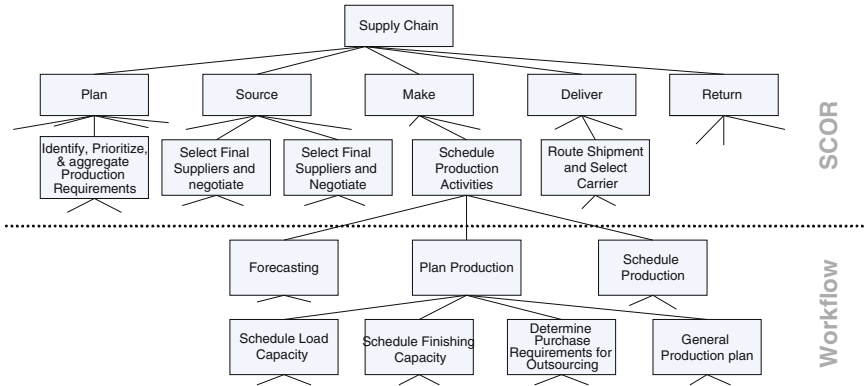 Supply Chain
Plan
Source
Make
Deliver
Return
Identify, Prioritize,
& aggregate
Production
Requirements
Select Final
Suppliers and
negotiate
Select Final
Suppliers and
Negotiate
Schedule
Production
Activities
Route Shipment
and Select
Carrier
SCOR
Forecasting
Plan Production
Schedule
Production
Schedule Load
Capacity
Schedule Finishing
Capacity
Determine
Purchase
Requirements for
Outsourcing
General
Production plan
Workflow